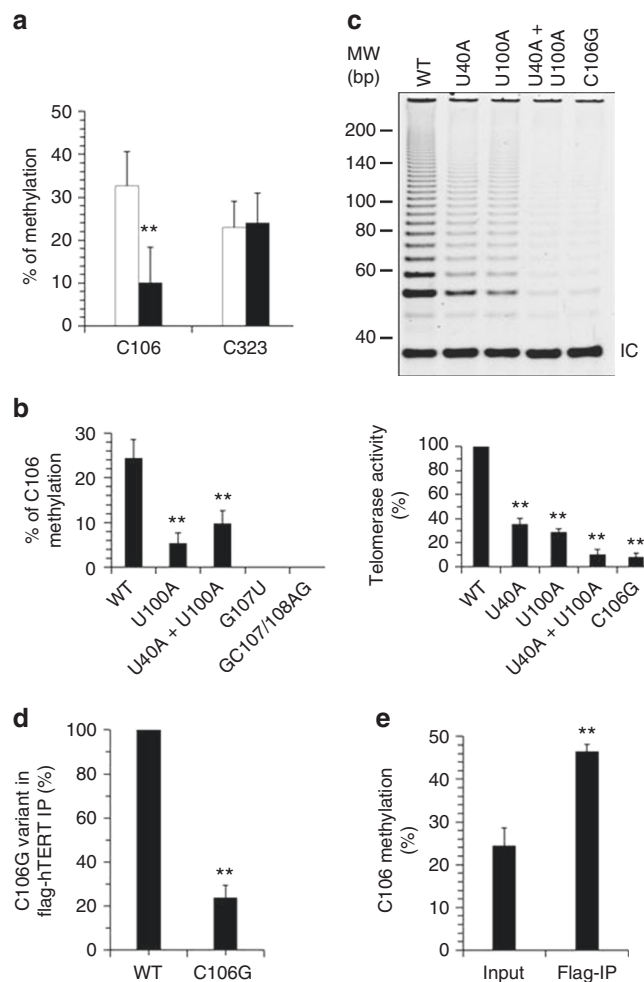 a
% of methylation
50
40
30
20
10
0
**
C106
C323
c
MW
(bp)
WT
U40A
U100A
U40A +
U100A
C106G
200
140
100
80
60
40
IC
b
% of C106
methylation
30
20
10
0
**
**
WT
U100A
U40A + U100A
G107U
GC107/108AG
Telomerase activity
(%)
100
80
60
40
20
0
**
**
**
**
WT
U40A
U100A
U40A + U100A
C106G
d
C106G variant in
flag-hTERT IP (%)
100
80
60
40
20
0
**
WT
C106G
e
C106 methylation
(%)
50
40
30
20
10
0
**
Input
Flag-IP